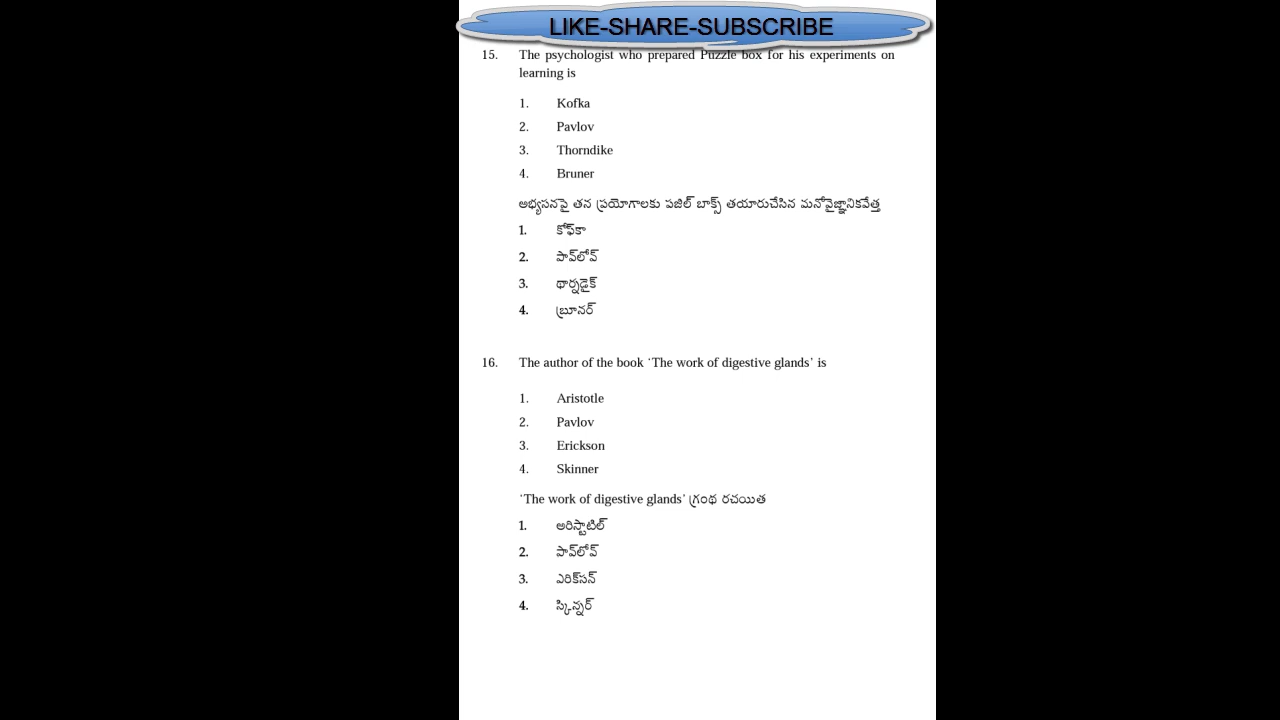 LIKE-SHARE-SUBSCRIBE
15. The psychologist who prepared Puzzle box for his experiments on
learning is
1. Kofka
2. Pavlov
3. Thorndike
4. Bruner
అభ్యసనపై తన ప్రయోగాలకు పజిల్ బాక్స్ తయారుచేసిన మనోవైజ్ఞానికవేత్త
1. కోఫ్‌కా
2. పావ్‌లోవ్
3. థార్నడైక్
4. బ్రూనర్
16. The author of the book ‘The work of digestive glands’ is
1. Aristotle
2. Pavlov
3. Erickson
4. Skinner
‘The work of digestive glands’ గ్రంథ రచయిత
1. అరిస్టాటిల్
2. పావ్‌లోవ్
3. ఎరిక్‌సన్
4. స్కిన్నర్